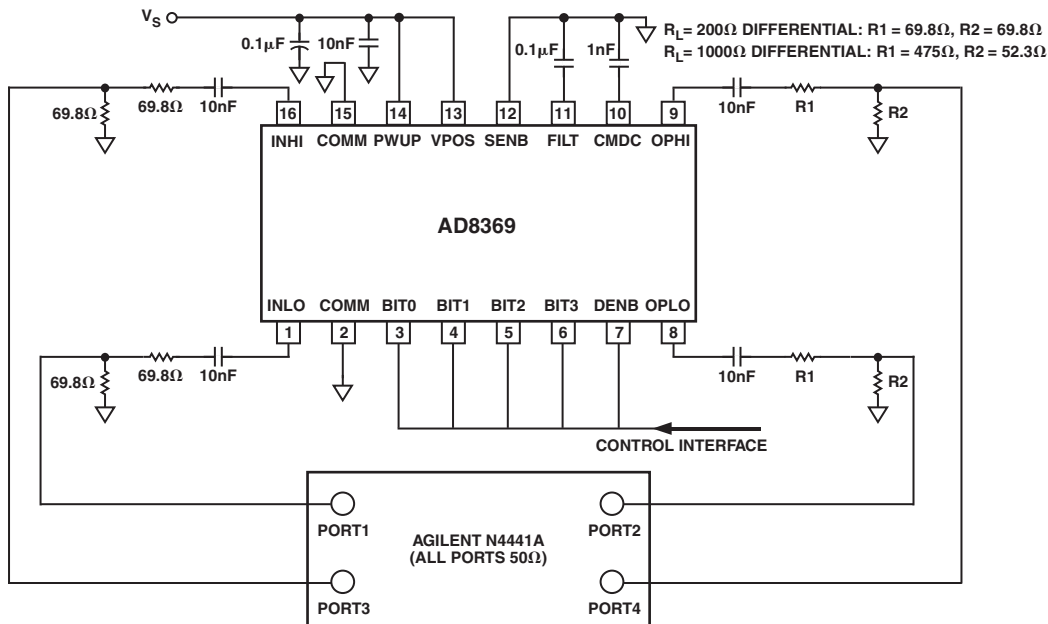 VS
0.1µF
10nF
0.1µF
1nF
RL= 200Ω DIFFERENTIAL: R1 = 69.8Ω, R2 = 69.8Ω
RL= 1000Ω DIFFERENTIAL: R1 = 475Ω, R2 = 52.3Ω
69.8Ω
69.8Ω
10nF
10nF
R1
R2
16
15
14
13
12
11
10
9
INHI
COMM
PWUP
VPOS
SENB
FILT
CMDC
OPHI
AD8369
INLO
COMM
BIT0
BIT1
BIT2
BIT3
DENB
OPLO
1
2
3
4
5
6
7
8
69.8Ω
69.8Ω
10nF
10nF
R1
R2
CONTROL INTERFACE
PORT1
PORT2
AGILENT N4441A
(ALL PORTS 50Ω)
PORT3
PORT4